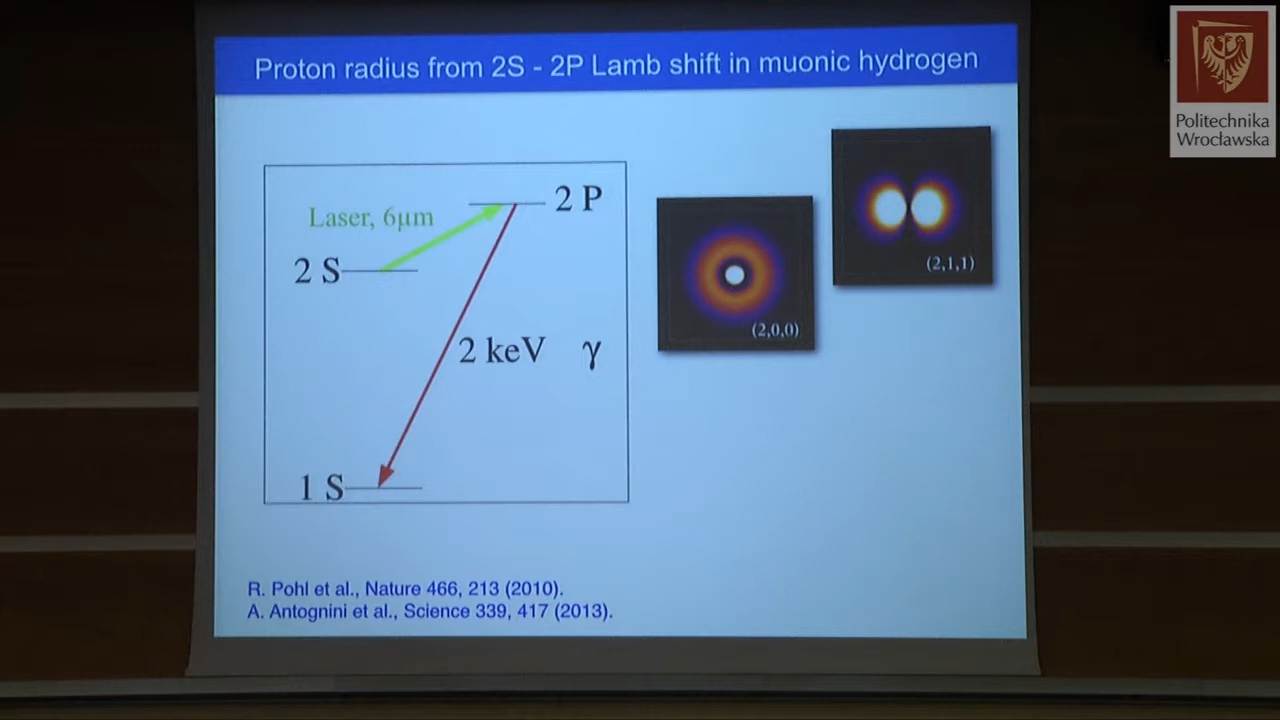 Proton radius from 2S - 2P Lamb shift in muonic hydrogen
Politechnika
Wrocławska
Laser, 6µm
2 P
2 S
2 keV γ
1 S
(2,0,0)
(2,1,1)
R. Pohl et al., Nature 466, 213 (2010).
A. Antognini et al., Science 339, 417 (2013).